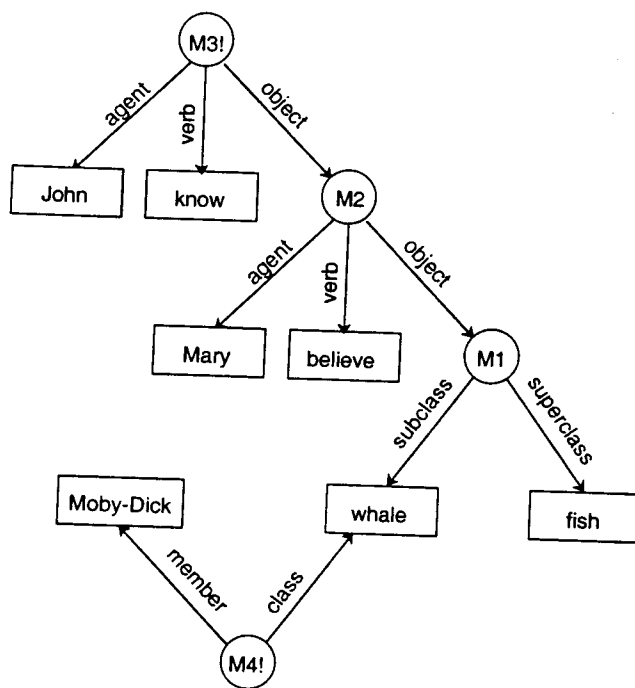 M3!
agent
verb
object
John
know
M2
agent
verb
object
Mary
believe
M1
subclass
superclass
Moby-Dick
whale
fish
member
class
M4!